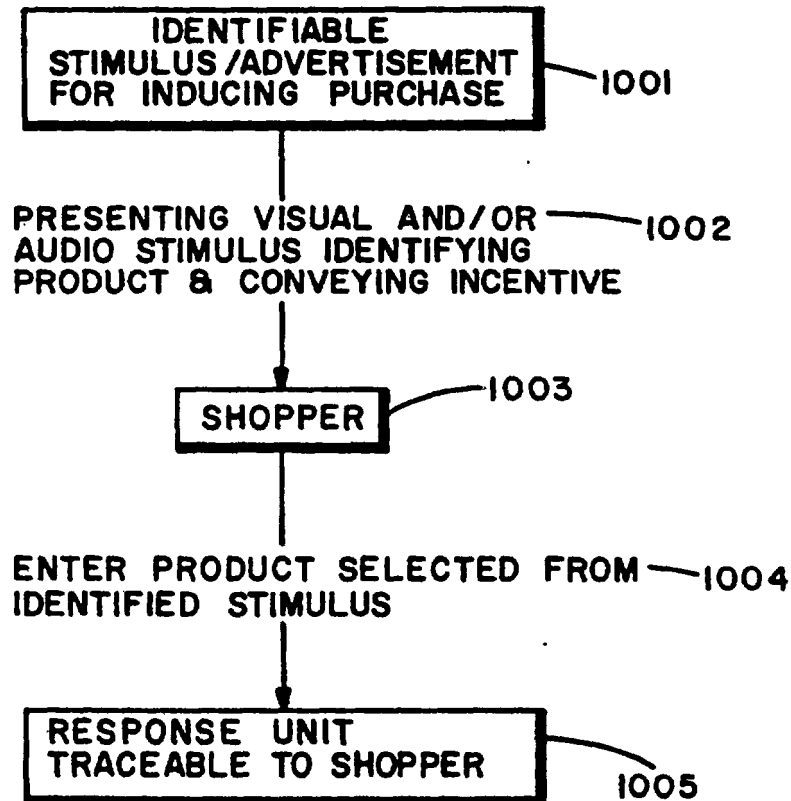 IDENTIFIABLE
STIMULUS/ADVERTISEMENT
FOR INDUCING PURCHASE
1001
PRESENTING VISUAL AND/OR
1002
AUDIO STIMULUS IDENTIFYING
PRODUCT & CONVEYING INCENTIVE
SHOPPER
1003
ENTER PRODUCT SELECTED FROM
1004
IDENTIFIED STIMULUS
RESPONSE UNIT
TRACEABLE TO SHOPPER
1005